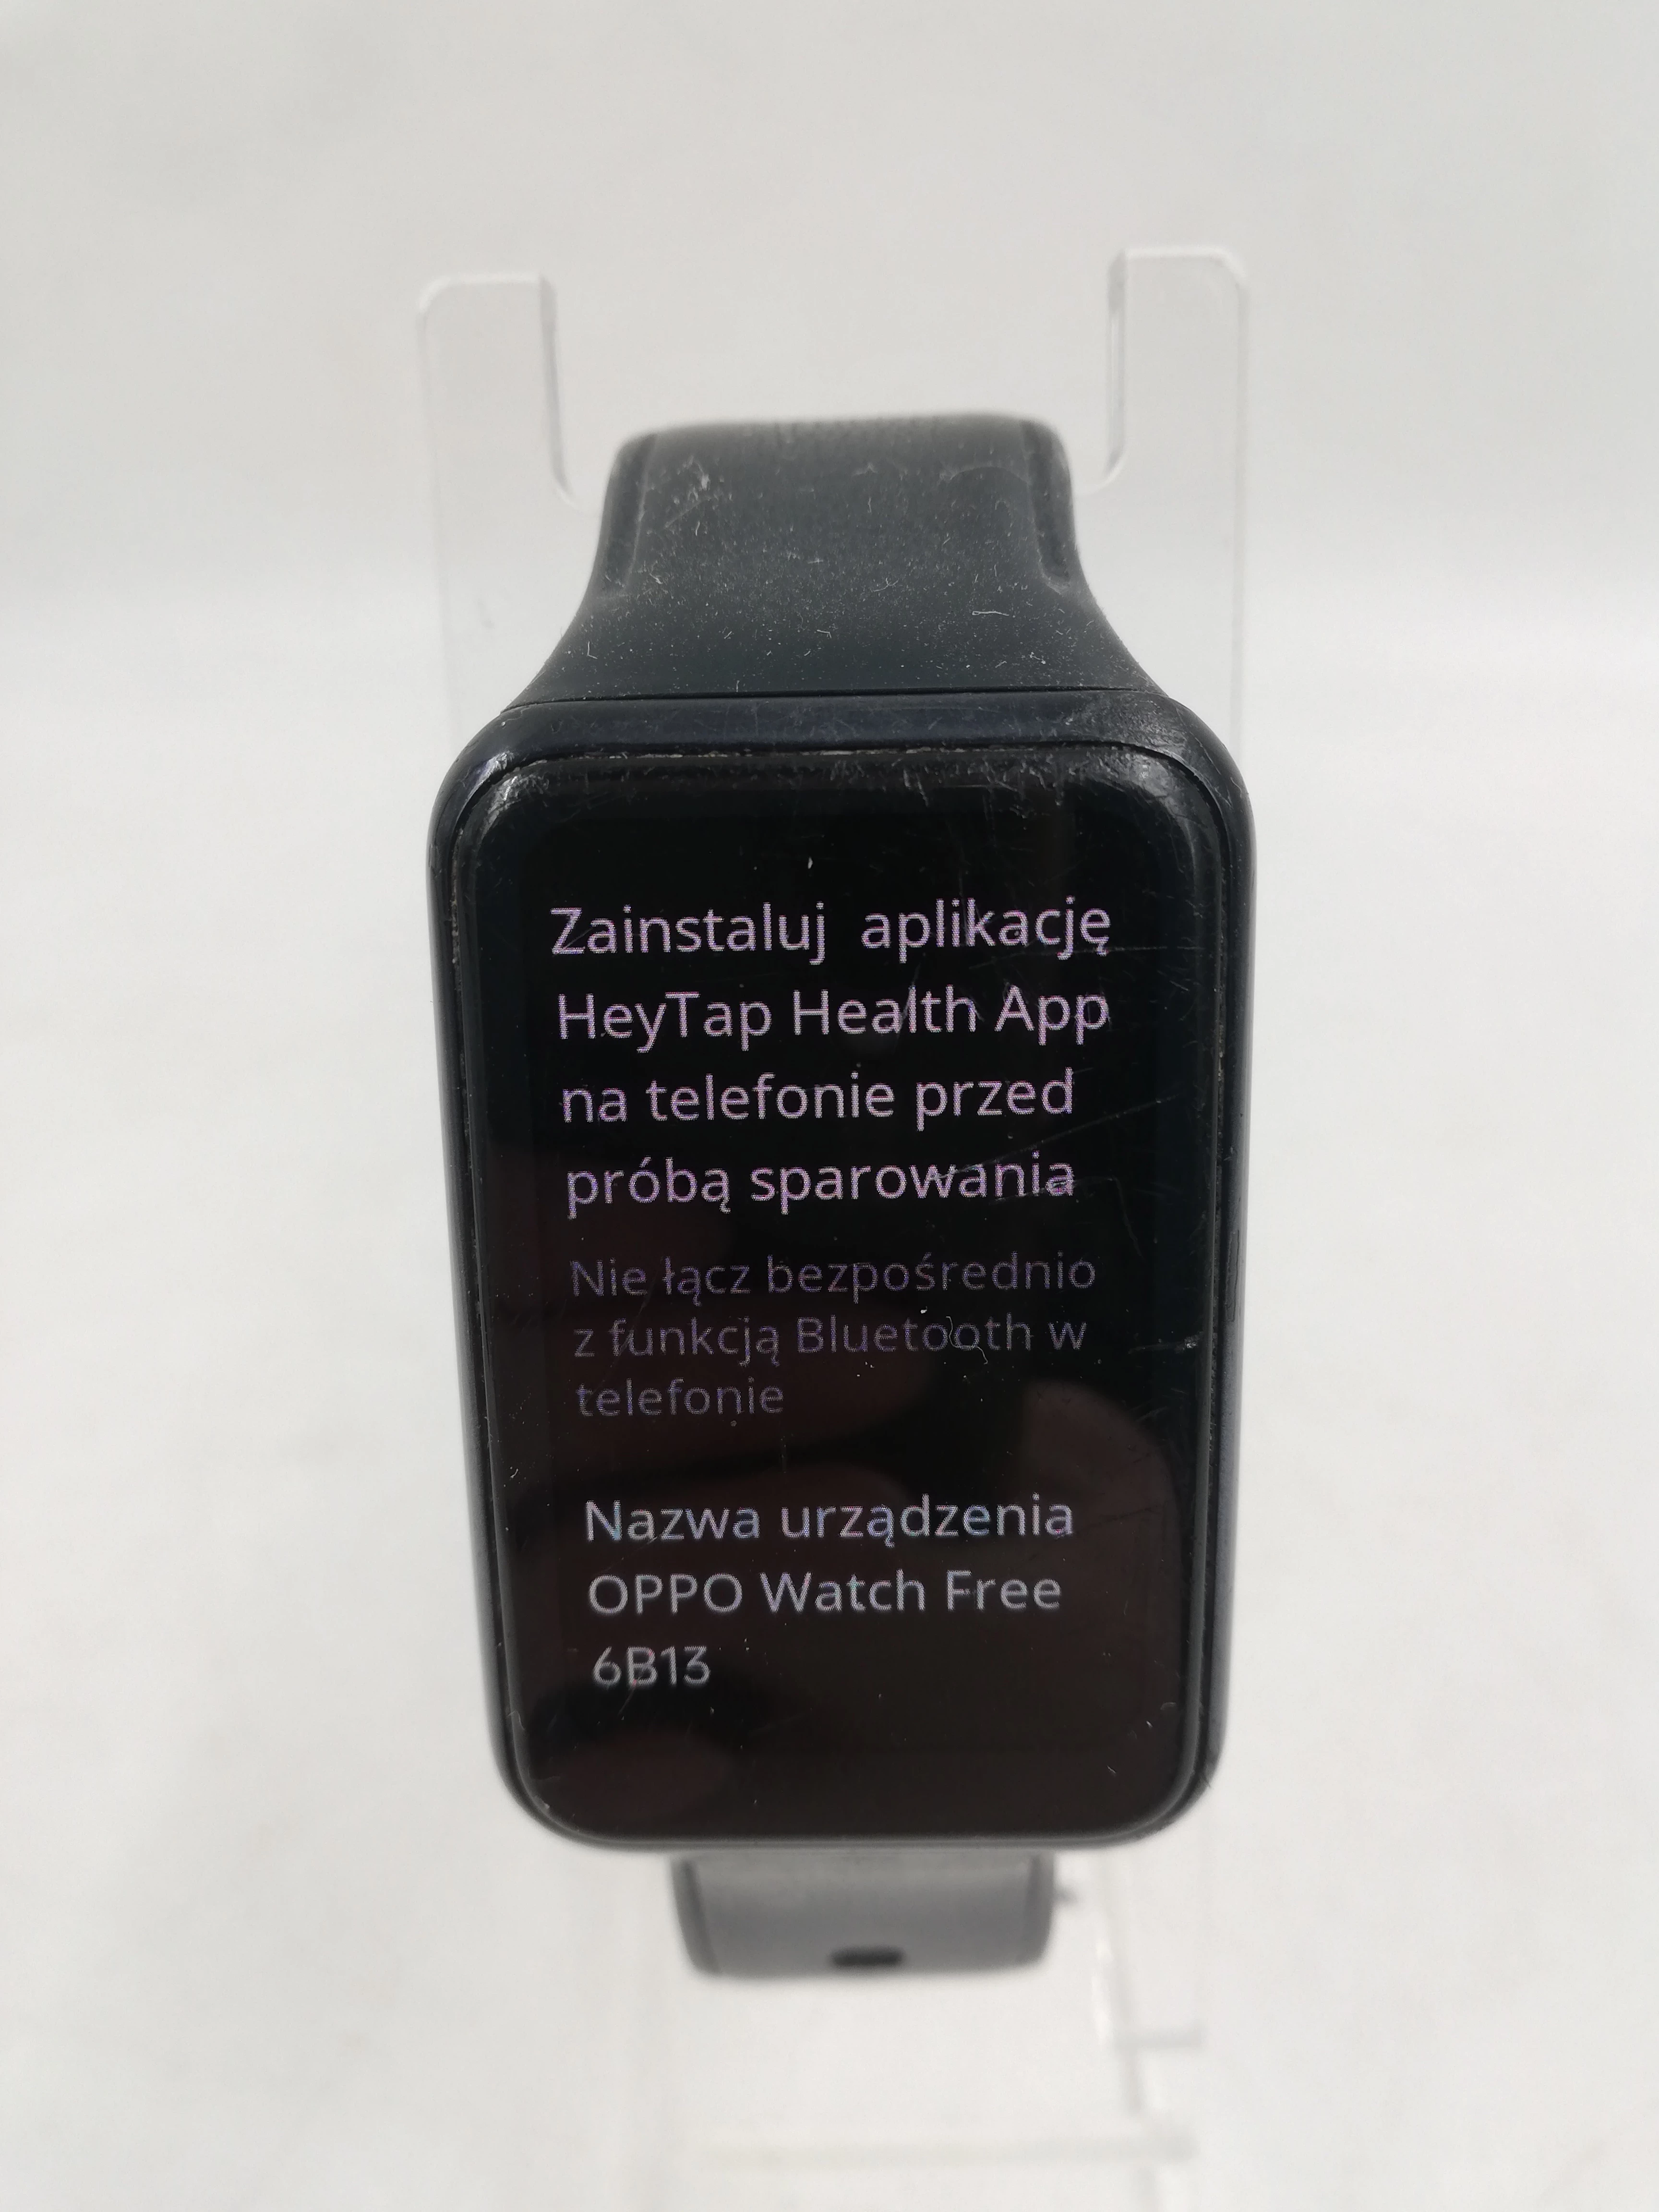 Zainstaluj aplikację
HeyTap Health App
na telefonie przed
próbą sparowania
Nie łącz bezpośrednio
z funkcją Bluetooth w
telefonie
Nazwa urządzenia
OPPO Watch Free
6B13